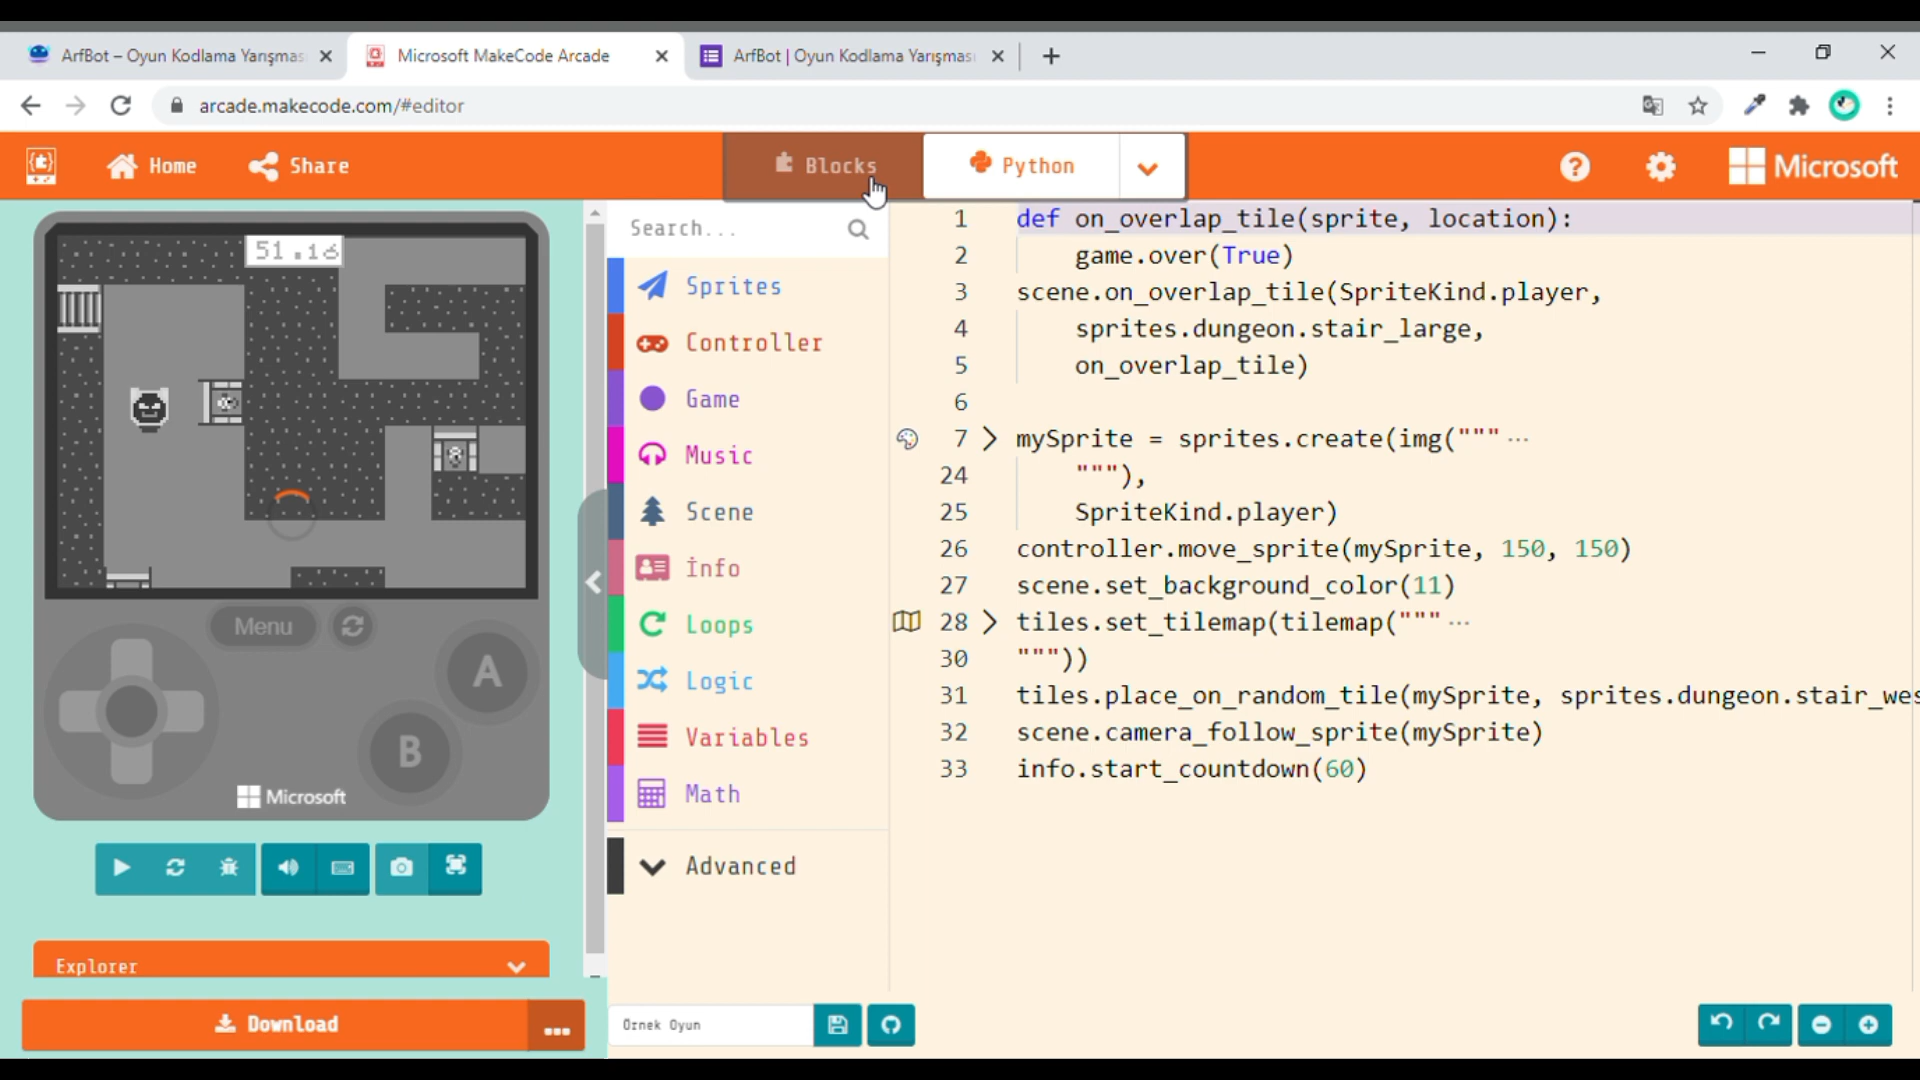 ArfBot – Oyun Kodlama Yarışmas
Microsoft MakeCode Arcade
ArfBot | Oyun Kodlama Yarışması
arcade.makecode.com/#editor
Home
Share
Blocks
Python
Microsoft
51.16
Menu
A
B
Microsoft
Explorer
Download
Search...
Sprites
Controller
Game
Music
Scene
İnfo
Loops
Logic
Variables
Math
Advanced
1 def on_overlap_tile(sprite, location):
2 game.over(True)
3 scene.on_overlap_tile(SpriteKind.player,
4 sprites.dungeon.stair_large,
5 on_overlap_tile)
6
7 mySprite = sprites.create(img("""···
24 """),
25 SpriteKind.player)
26 controller.move_sprite(mySprite, 150, 150)
27 scene.set_background_color(11)
28 tiles.set_tilemap(tilemap("""···
30 """))
31 tiles.place_on_random_tile(mySprite, sprites.dungeon.stair_wes
32 scene.camera_follow_sprite(mySprite)
33 info.start_countdown(60)
Örnek Oyun